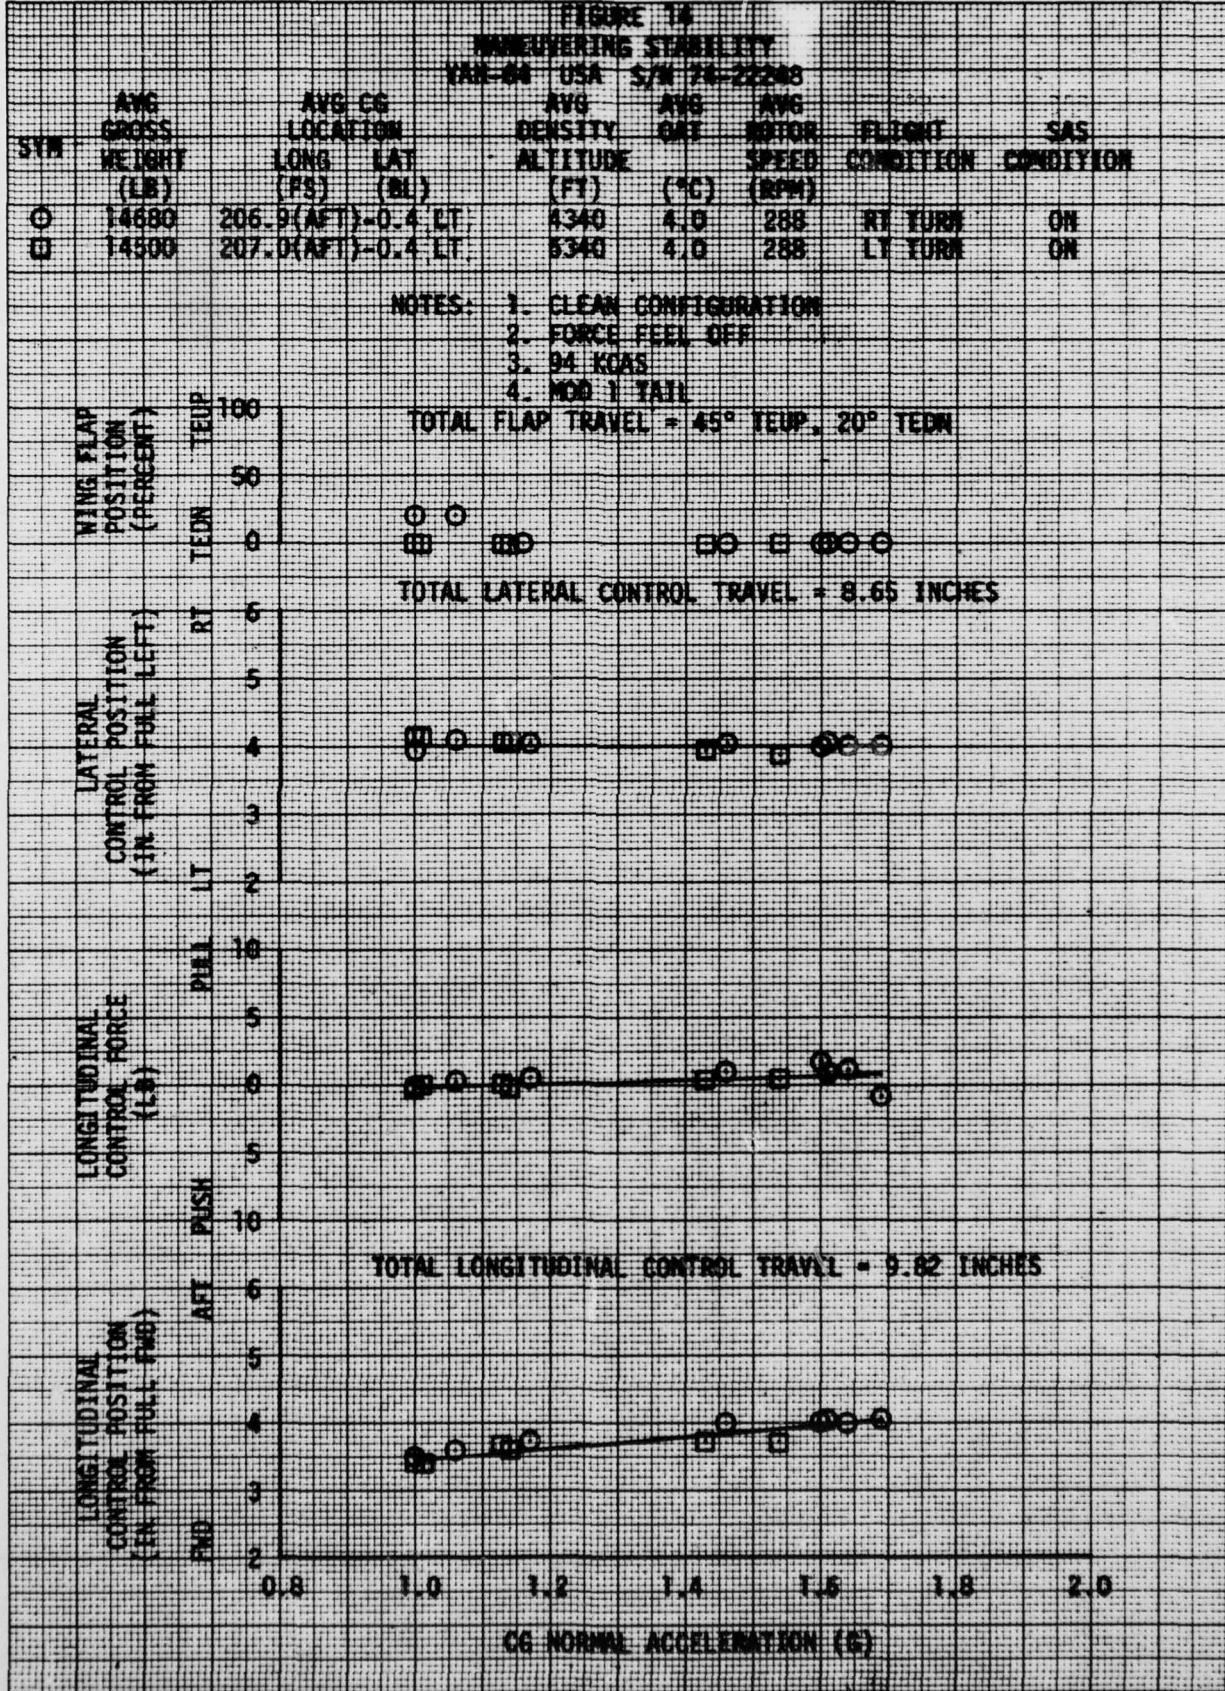 FIGURE 14
MANEUVERING STABILITY
YAH-64 USA S/N 74-22248
SYM AVG GROSS WEIGHT (LB) AVG CG LOCATION LONG (FS) LAT (BL) AVG DENSITY ALTITUDE (FT) AVG OAT (°C) AVG ROTOR SPEED (RPM) FLIGHT CONDITION SAS CONDITION
14680 206.9(AFT)-0.4 LT 4340 4.0 288 RT TURN ON
14500 207.0(AFT)-0.4 LT 5340 4.0 288 LT TURN ON
NOTES: 1. CLEAN CONFIGURATION
2. FORCE FEEL OFF
3. 94 KCAS
4. MOD 1 TAIL
TOTAL FLAP TRAVEL = 45° TEUP, 20° TEDN
WING FLAP
POSITION
(PERCENT)
TEDN TEUP
100
50
0
TOTAL LATERAL CONTROL TRAVEL = 8.65 INCHES
LATERAL
CONTROL POSITION
(IN FROM FULL LEFT)
LT RT
6
5
4
3
2
LONGITUDINAL
CONTROL FORCE
(LB)
PUSH PULL
10
5
0
5
10
TOTAL LONGITUDINAL CONTROL TRAVEL = 9.82 INCHES
LONGITUDINAL
CONTROL POSITION
(IN FROM FULL FWD)
FWD AFT
6
5
4
3
2
0.8 1.0 1.2 1.4 1.6 1.8 2.0
CG NORMAL ACCELERATION (G)